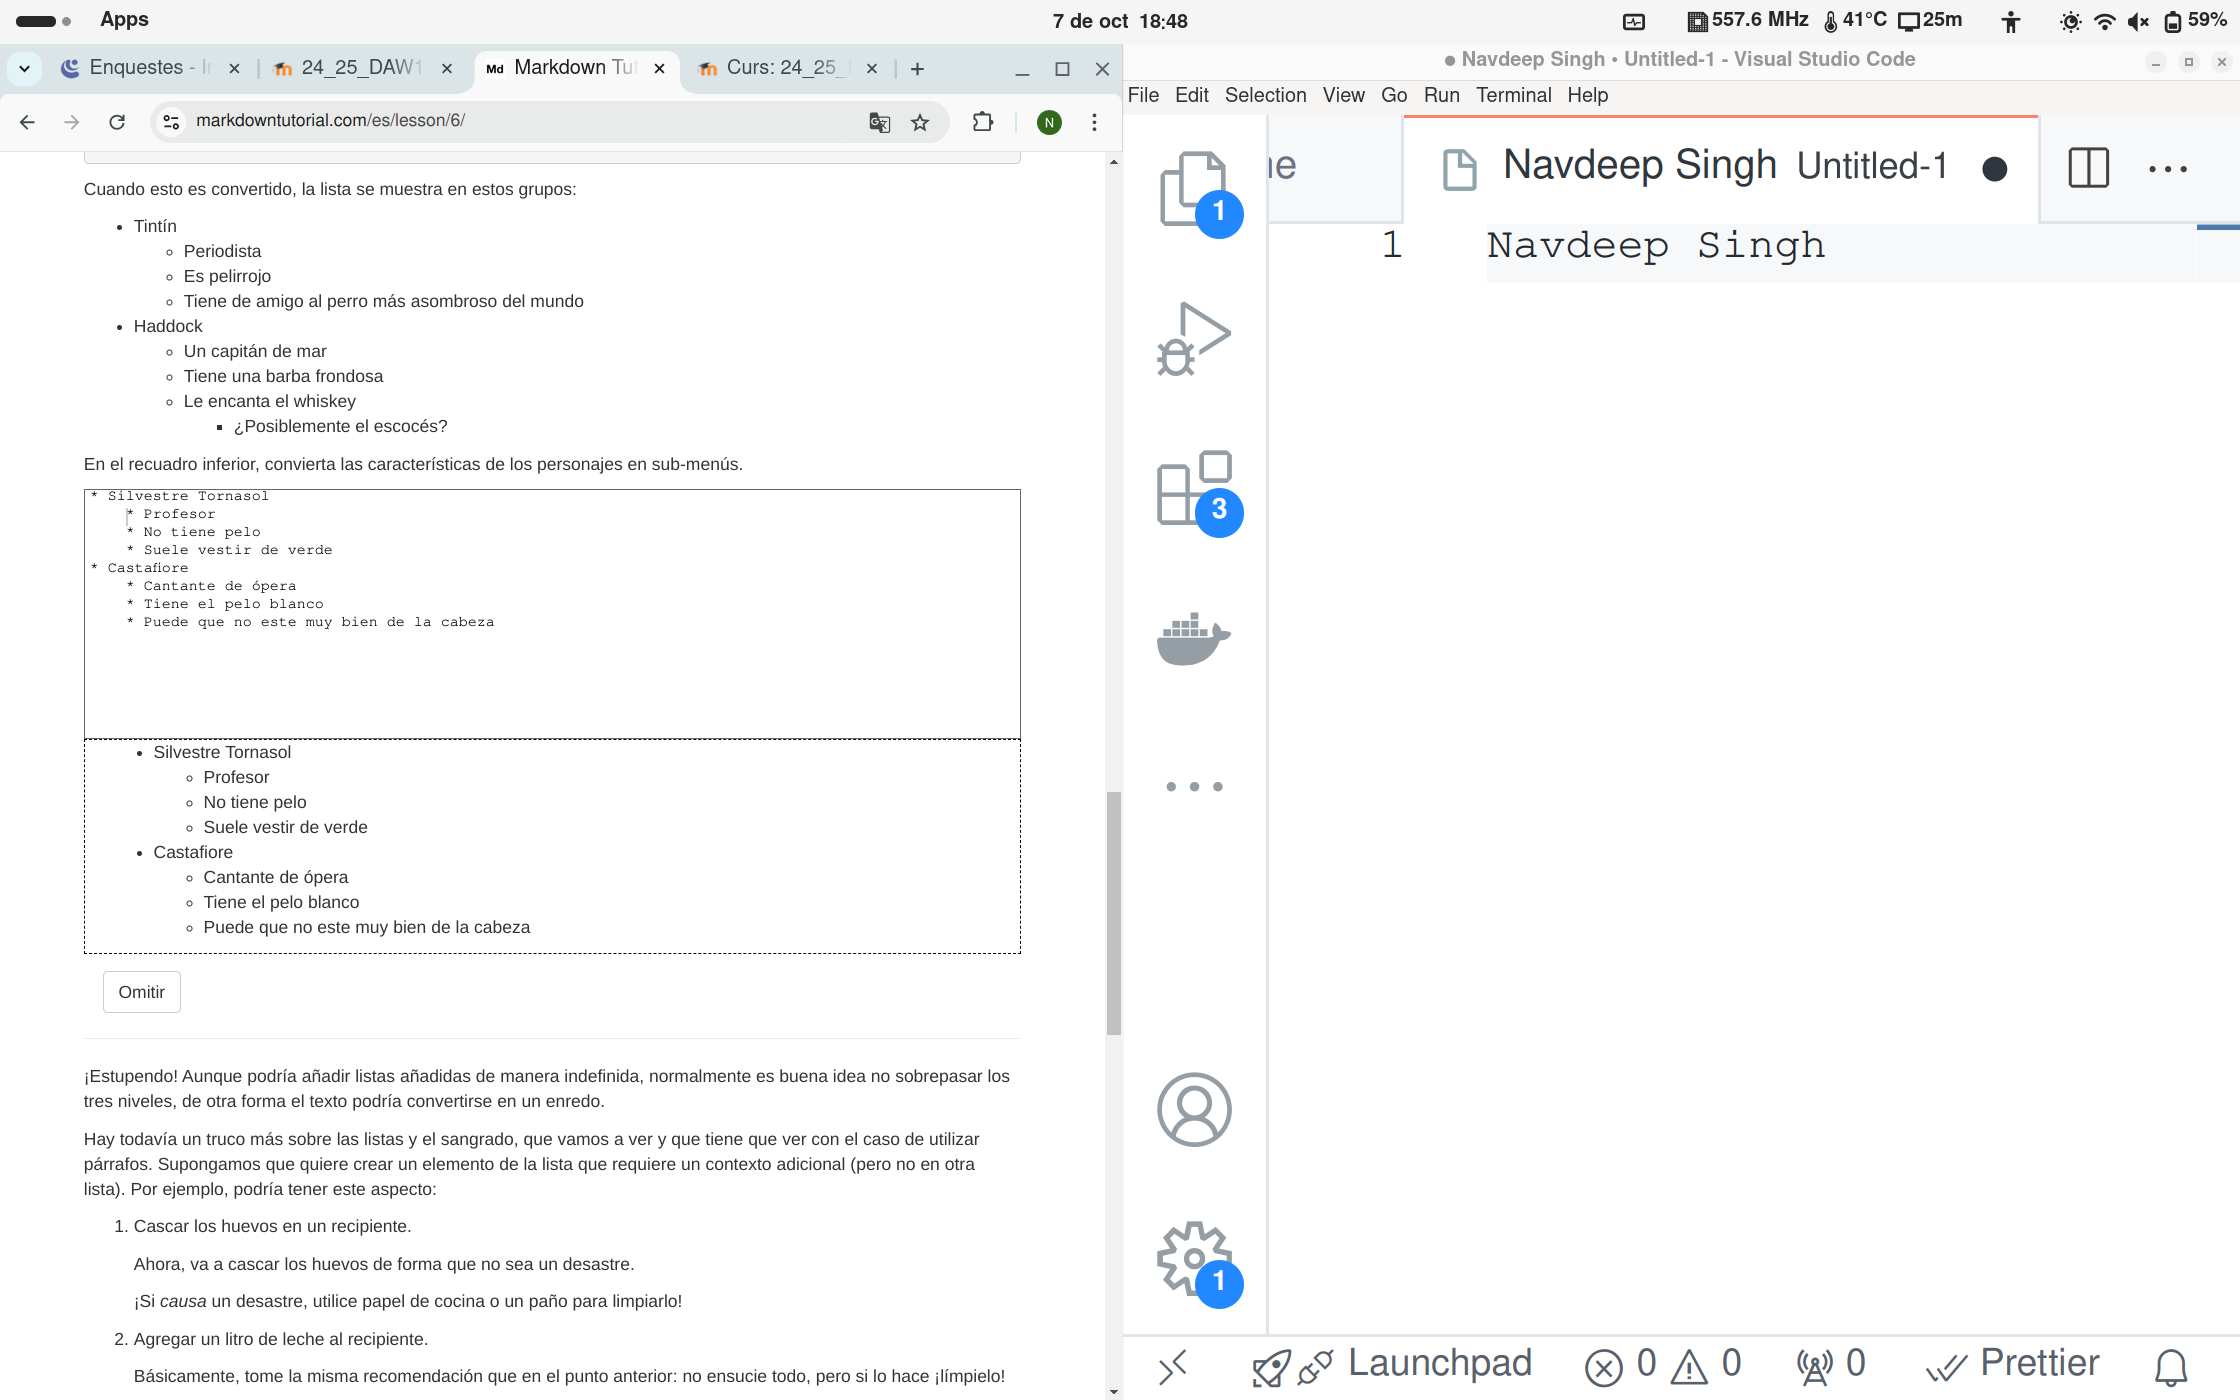 Apps
7 de oct 18:48
557.6 MHz 41°C 25m 59%
Enquestes - I
24_25_DAW1
Markdown Tu
Curs: 24_25_
markdowntutorial.com/es/lesson/6/
N
Cuando esto es convertido, la lista se muestra en estos grupos:
Tintín
Periodista
Es pelirrojo
Tiene de amigo al perro más asombroso del mundo
Haddock
Un capitán de mar
Tiene una barba frondosa
Le encanta el whiskey
¿Posiblemente el escocés?
En el recuadro inferior, convierta las características de los personajes en sub-menús.
* Silvestre Tornasol
* Profesor
* No tiene pelo
* Suele vestir de verde
* Castafiore
* Cantante de ópera
* Tiene el pelo blanco
* Puede que no este muy bien de la cabeza
Silvestre Tornasol
Profesor
No tiene pelo
Suele vestir de verde
Castafiore
Cantante de ópera
Tiene el pelo blanco
Puede que no este muy bien de la cabeza
Omitir
¡Estupendo! Aunque podría añadir listas añadidas de manera indefinida, normalmente es buena idea no sobrepasar los
tres niveles, de otra forma el texto podría convertirse en un enredo.
Hay todavía un truco más sobre las listas y el sangrado, que vamos a ver y que tiene que ver con el caso de utilizar
párrafos. Supongamos que quiere crear un elemento de la lista que requiere un contexto adicional (pero no en otra
lista). Por ejemplo, podría tener este aspecto:
1. Cascar los huevos en un recipiente.
Ahora, va a cascar los huevos de forma que no sea un desastre.
¡Si causa un desastre, utilice papel de cocina o un paño para limpiarlo!
2. Agregar un litro de leche al recipiente.
Básicamente, tome la misma recomendación que en el punto anterior: no ensucie todo, pero si lo hace ¡límpielo!
● Navdeep Singh • Untitled-1 - Visual Studio Code
File Edit Selection View Go Run Terminal Help
1
ne
Navdeep Singh Untitled-1
1 Navdeep Singh
3
1
Launchpad 0 0 0 Prettier